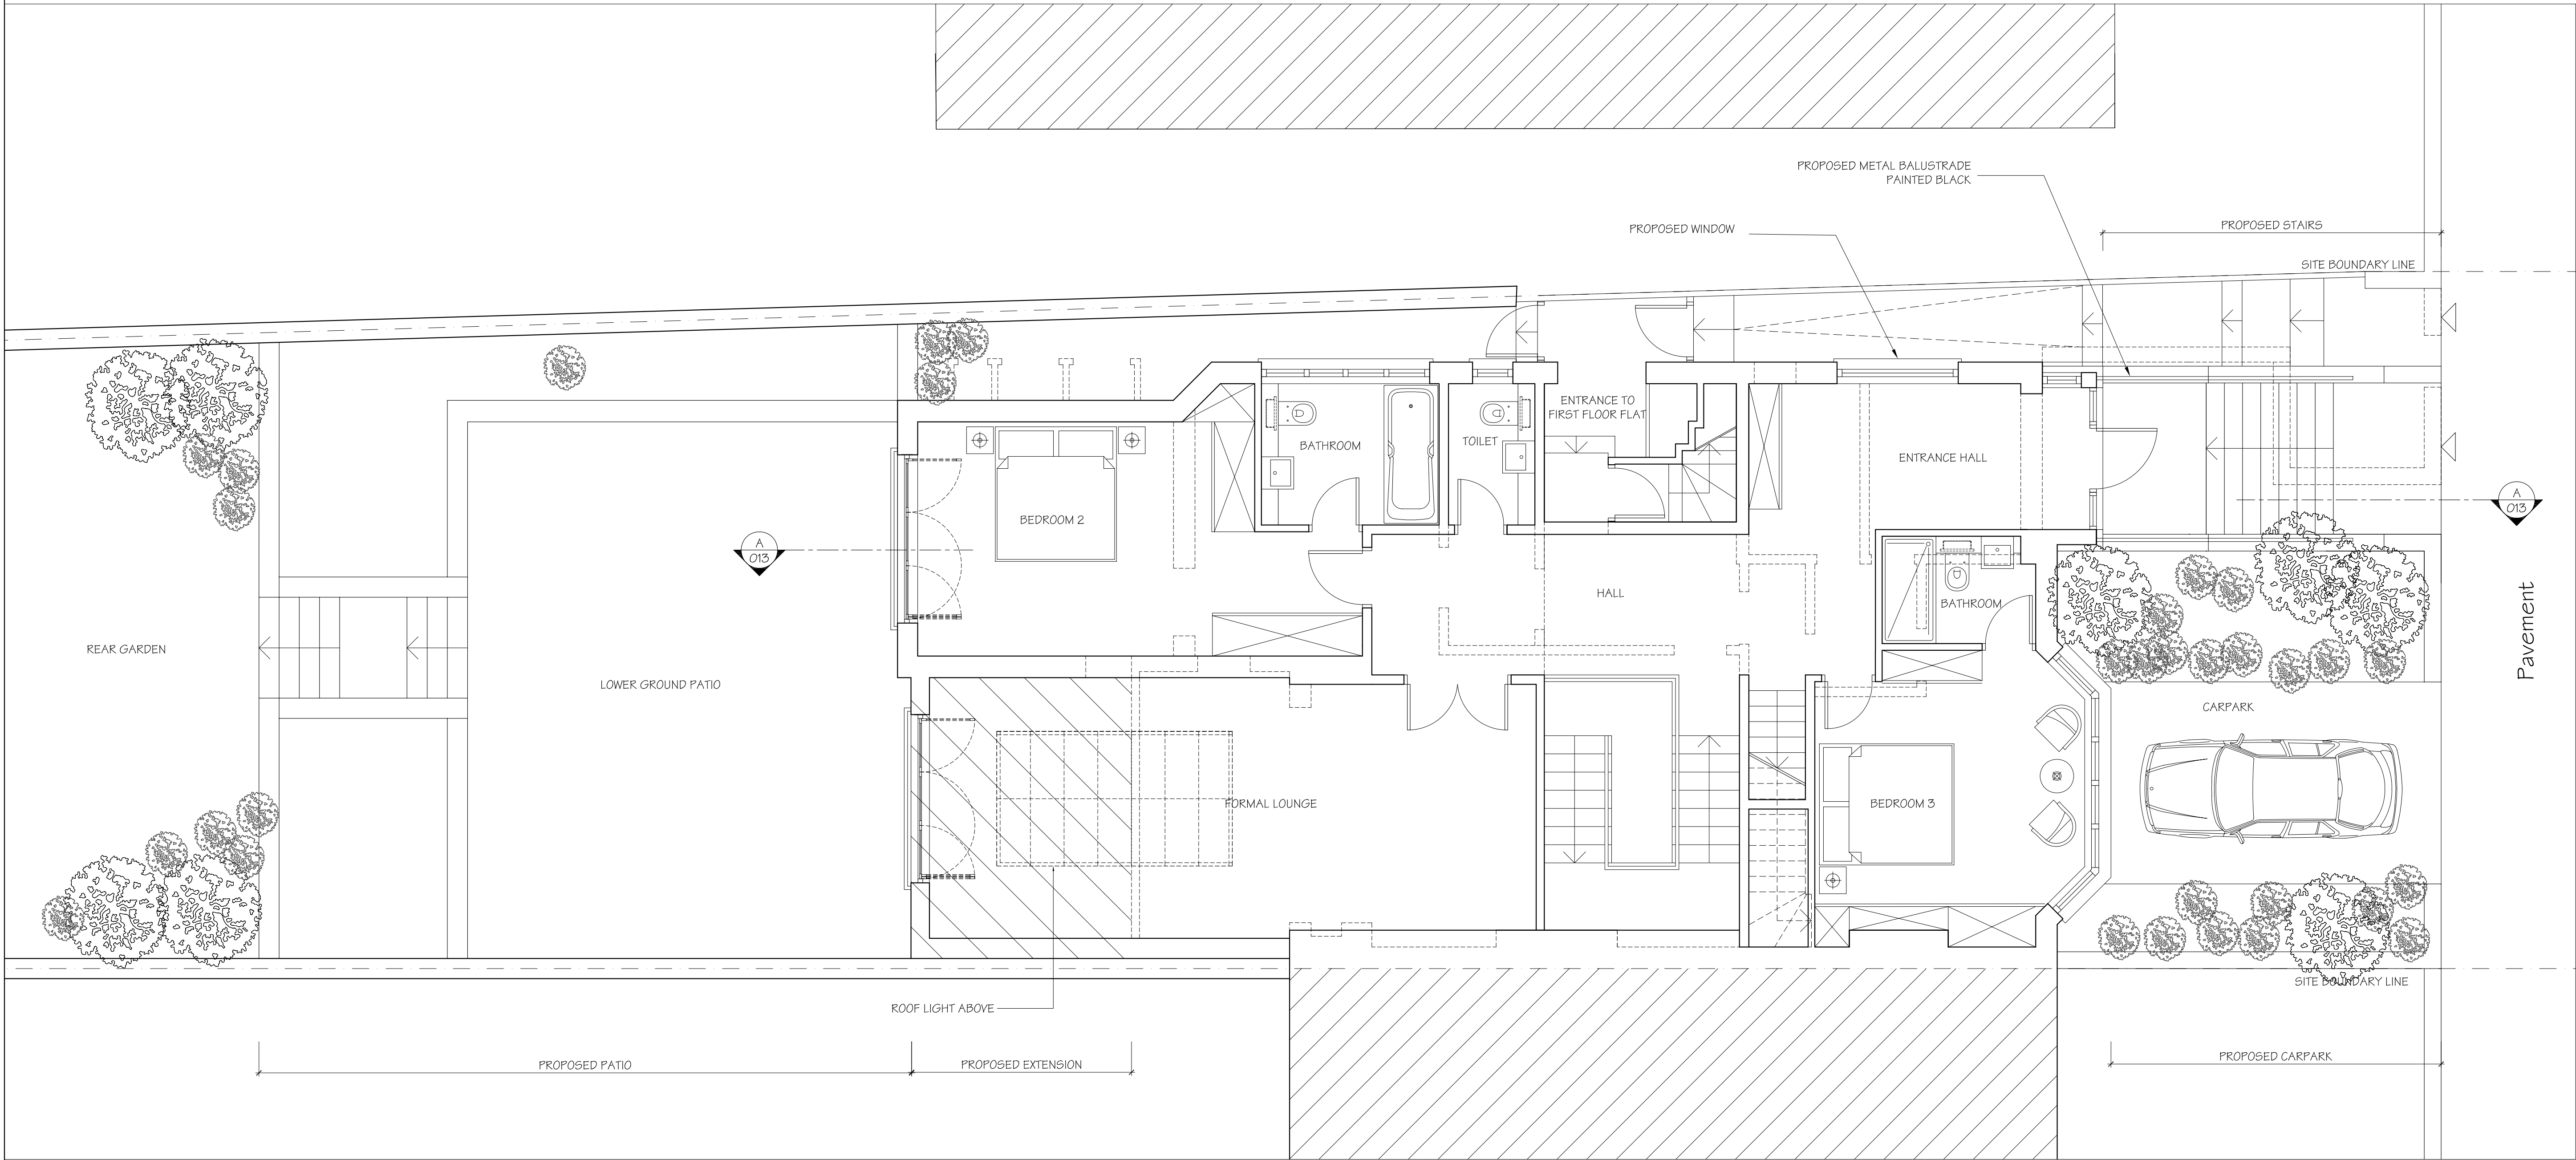 PROPOSED METAL BALUSTRADE
PAINTED BLACK
PROPOSED WINDOW
PROPOSED STAIRS
SITE BOUNDARY LINE
ENTRANCE TO
FIRST FLOOR FLAT
BATHROOM
TOILET
ENTRANCE HALL
BEDROOM 2
A
013
A
013
HALL
BATHROOM
REAR GARDEN
LOWER GROUND PATIO
Pavement
CARPARK
FORMAL LOUNGE
BEDROOM 3
SITE BOUNDARY LINE
ROOF LIGHT ABOVE
PROPOSED PATIO
PROPOSED EXTENSION
PROPOSED CARPARK